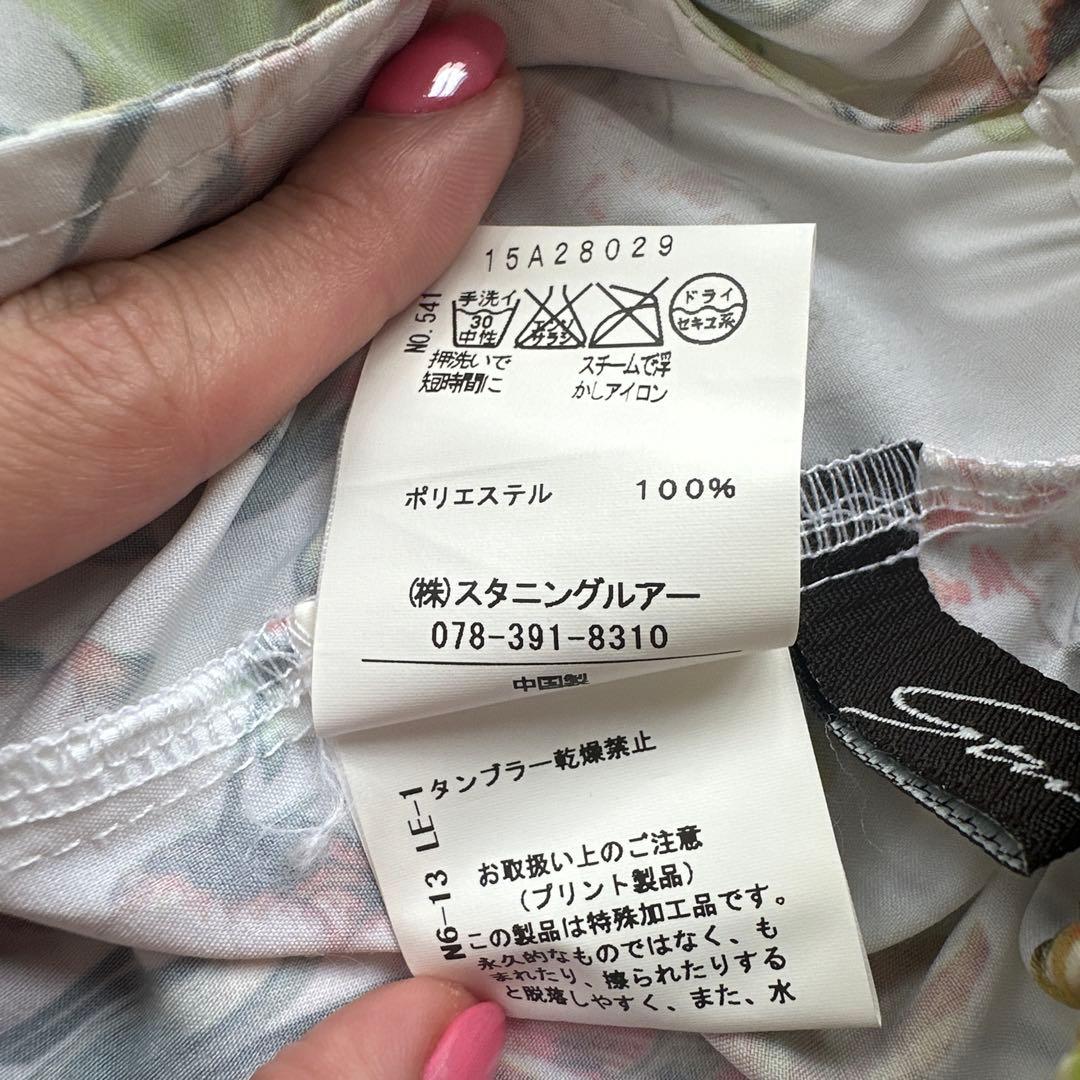 15A28029
NO.541
手洗イ
30
中性
エンソ
サラシ
ドライ
セキユ系
押洗いで
短時間に
スチームで浮
かしアイロン
ポリエステル 100%
(株)スタニングルアー
078-391-8310
中国製
タンブラー乾燥禁止
N6-13 LE-1
お取扱い上のご注意
(プリント製品)
この製品は特殊加工品です。
永久的なものではなく、も
まれたり、擦られたりする
と脱落しやすく、また、水